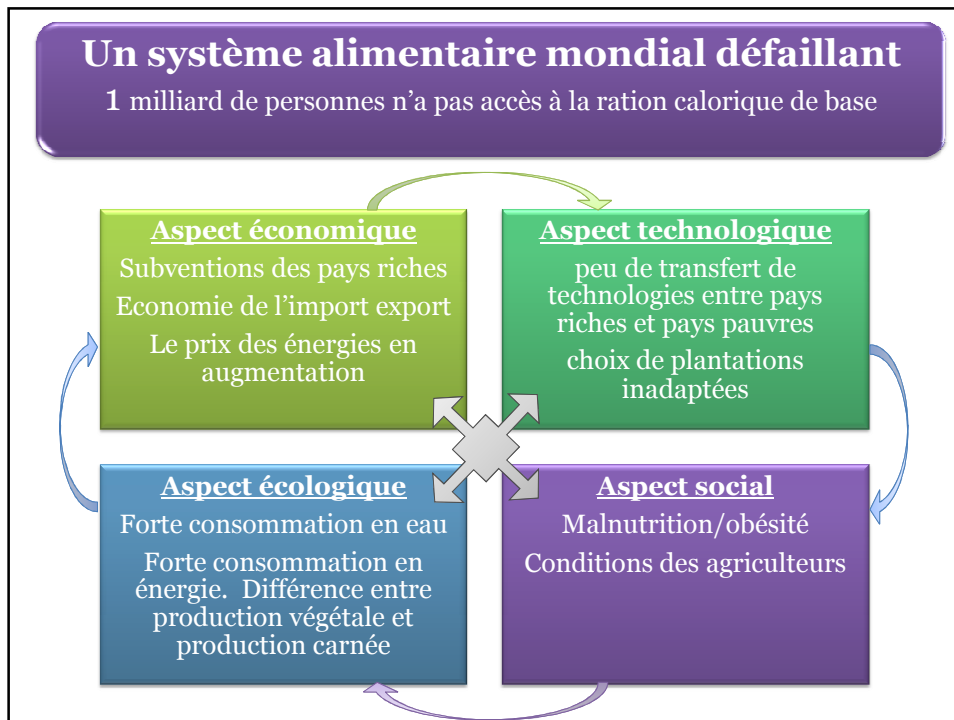 Un système alimentaire mondial défaillant
1 milliard de personnes n'a pas accès à la ration calorique de base
Aspect économique
Subventions des pays riches
Economie de l'import export
Le prix des énergies en
augmentation
Aspect technologique
peu de transfert de
technologies entre pays
riches et pays pauvres
choix de plantations
inadaptées
Aspect écologique
Forte consommation en eau
Forte consommation en
énergie. Différence entre
production végétale et
production carnée
Aspect social
Malnutrition/obésité
Conditions des agriculteurs